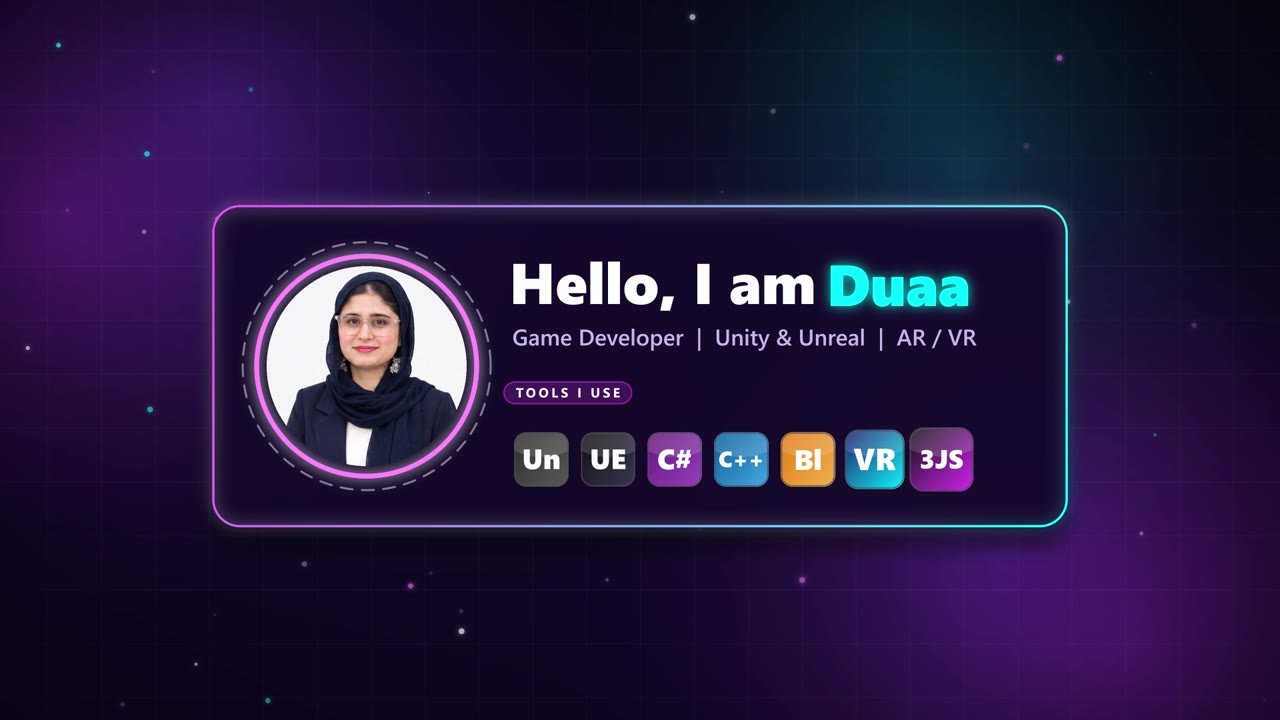 Hello, I am Duaa
Game Developer | Unity & Unreal | AR / VR
TOOLS I USE
Un UE C# C++ Bl VR 3JS